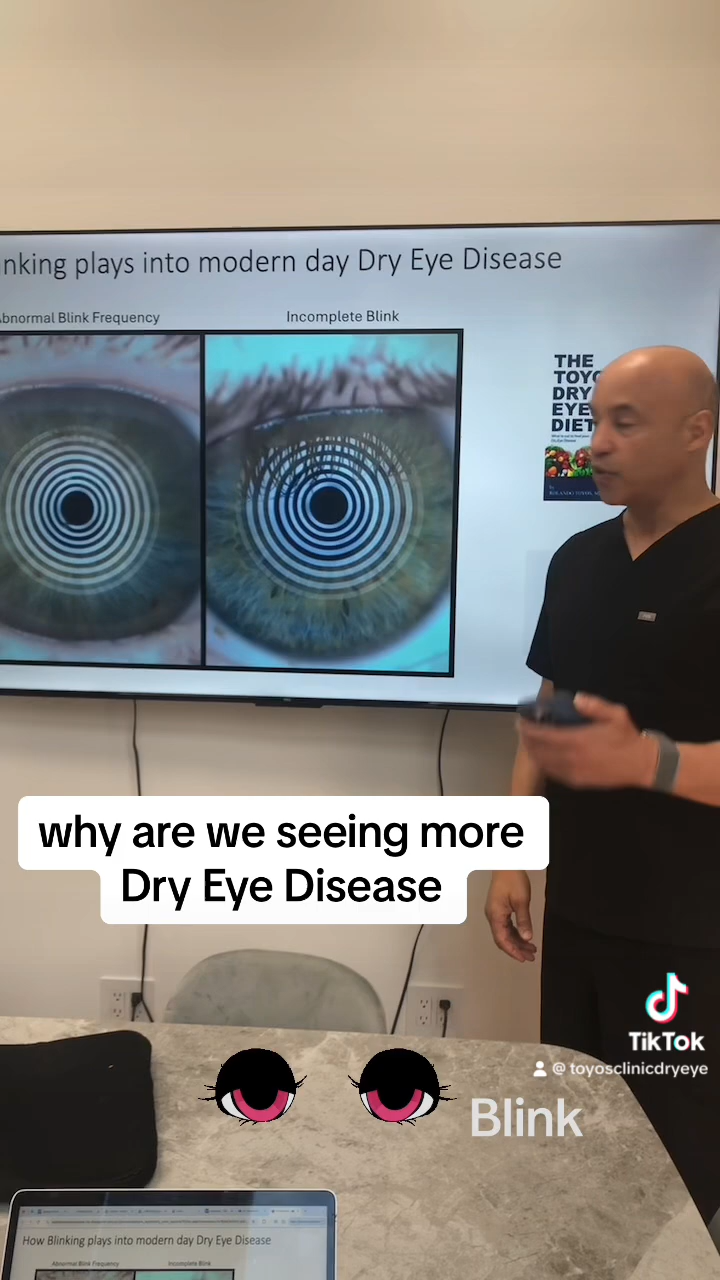 nking plays into modern day Dry Eye Disease
bnormal Blink Frequency
Incomplete Blink
THE
TOYO
DRY
EYE
DIET
why are we seeing more
Dry Eye Disease
TikTok
@ toyosclinicdryeye
Blink
How Blinking plays into modern day Dry Eye Disease
Abnormal Blink Frequency
Incomplete Blink